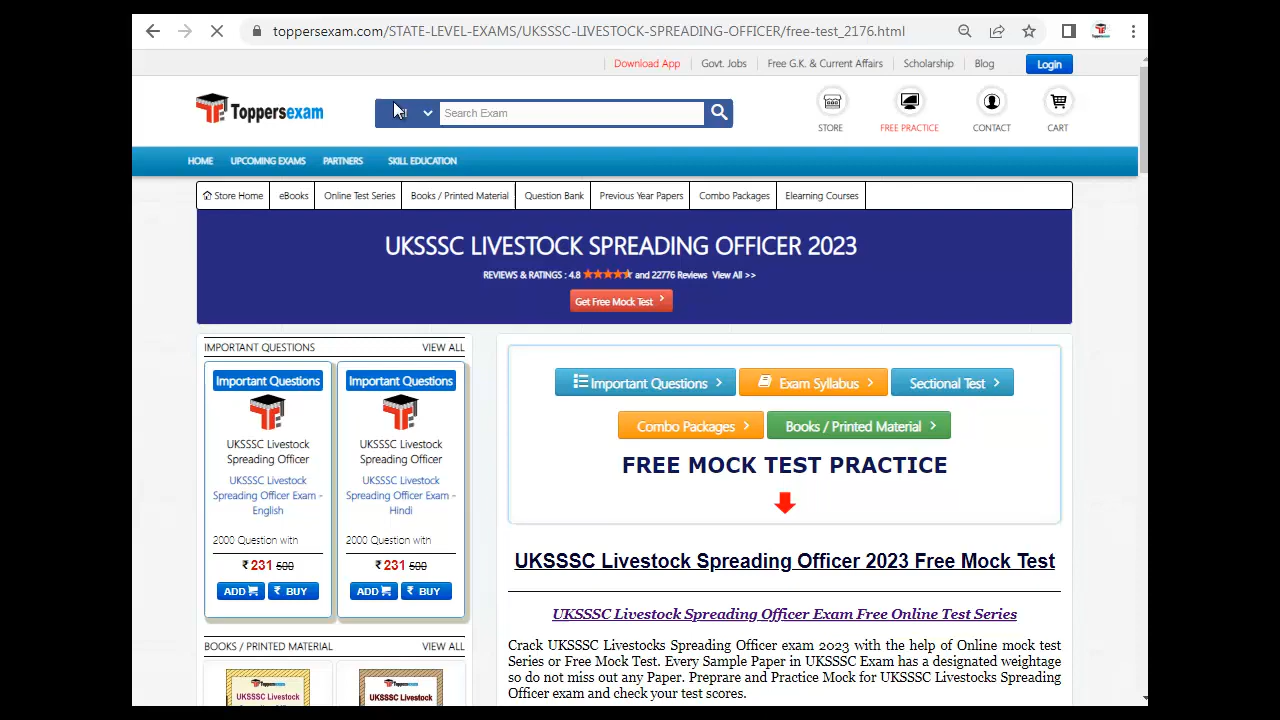 toppersexam.com/STATE-LEVEL-EXAMS/UKSSSC-LIVESTOCK-SPREADING-OFFICER/free-test_2176.html
Download App Govt. Jobs Free G.K. & Current Affairs Scholarship Blog Login
Toppersexam
Search Exam
STORE FREE PRACTICE CONTACT CART
HOME UPCOMING EXAMS PARTNERS SKILL EDUCATION
Store Home eBooks Online Test Series Books / Printed Material Question Bank Previous Year Papers Combo Packages Elearning Courses
UKSSSC LIVESTOCK SPREADING OFFICER 2023
REVIEWS & RATINGS : 4.8 and 22776 Reviews View All >>
Get Free Mock Test
IMPORTANT QUESTIONS VIEW ALL
Important Questions
UKSSSC Livestock
Spreading Officer
UKSSSC Livestock
Spreading Officer Exam -
English
2000 Question with
₹ 231 500
ADD ₹ BUY
Important Questions
UKSSSC Livestock
Spreading Officer
UKSSSC Livestock
Spreading Officer Exam -
Hindi
2000 Question with
₹ 231 500
ADD ₹ BUY
BOOKS / PRINTED MATERIAL VIEW ALL
Toppersexam
UKSSSC Livestock
Toppersexam
UKSSSC Livestock
Important Questions Exam Syllabus Sectional Test
Combo Packages Books / Printed Material
FREE MOCK TEST PRACTICE
UKSSSC Livestock Spreading Officer 2023 Free Mock Test
UKSSSC Livestock Spreading Officer Exam Free Online Test Series
Crack UKSSSC Livestocks Spreading Officer exam 2023 with the help of Online mock test
Series or Free Mock Test. Every Sample Paper in UKSSSC Exam has a designated weightage
so do not miss out any Paper. Preprare and Practice Mock for UKSSSC Livestocks Spreading
Officer exam and check your test scores.